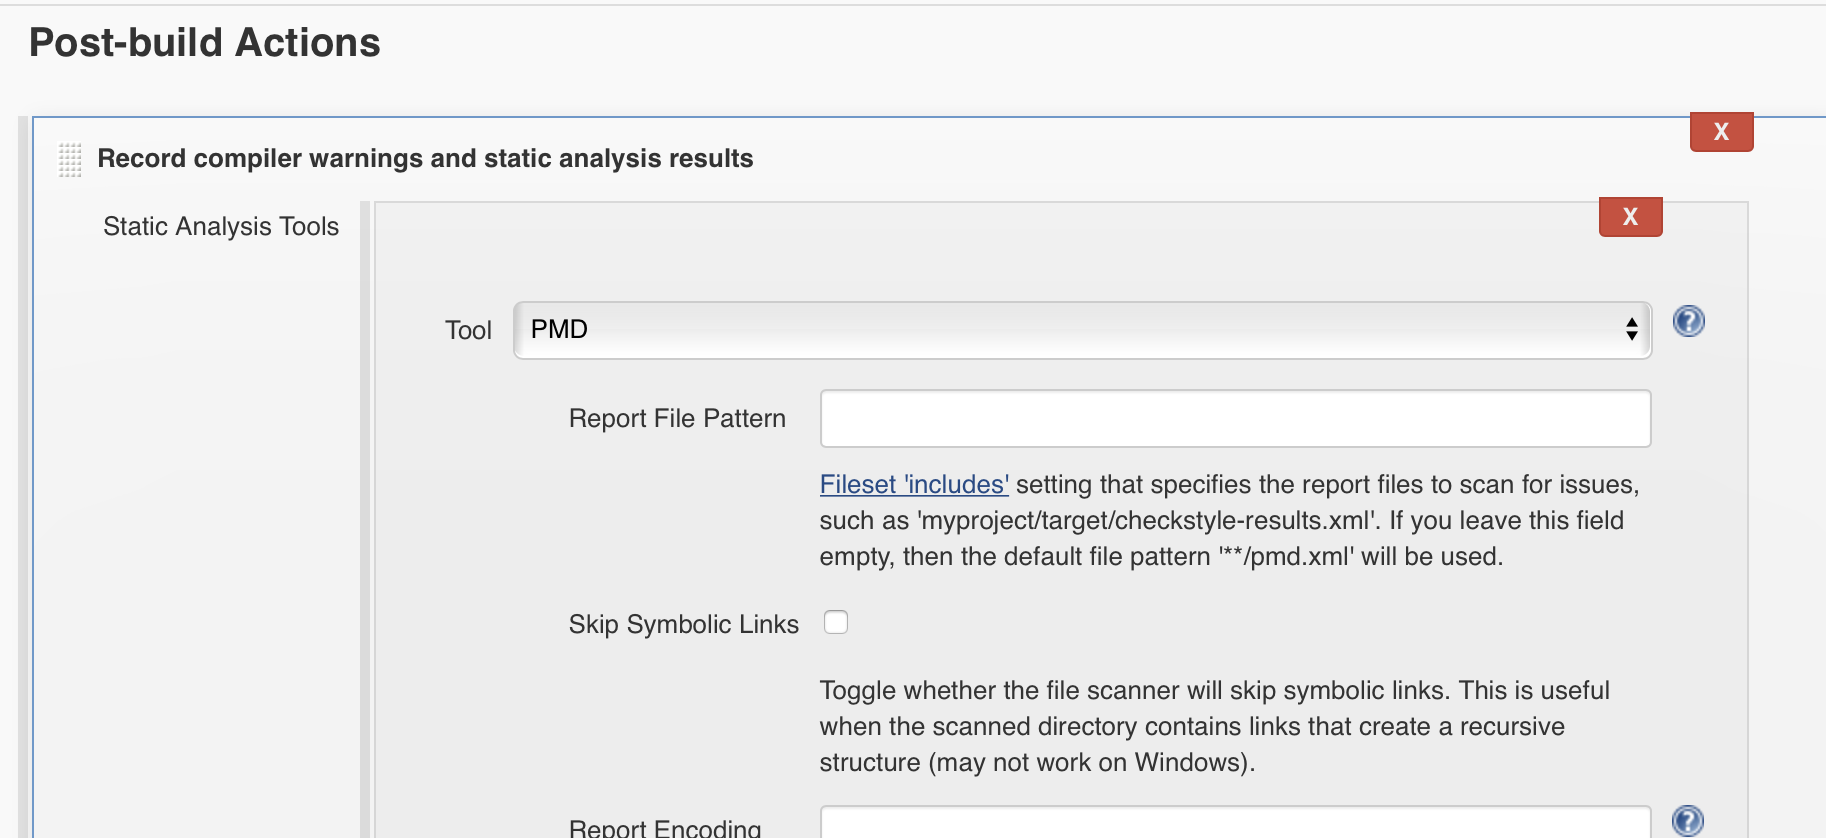 Post-build Actions
X
Record compiler warnings and static analysis results
X
Static Analysis Tools
Tool PMD ?
Report File Pattern
Fileset 'includes' setting that specifies the report files to scan for issues,
such as 'myproject/target/checkstyle-results.xml'. If you leave this field
empty, then the default file pattern '**/pmd.xml' will be used.
Skip Symbolic Links
Toggle whether the file scanner will skip symbolic links. This is useful
when the scanned directory contains links that create a recursive
structure (may not work on Windows).
Report Encoding ?